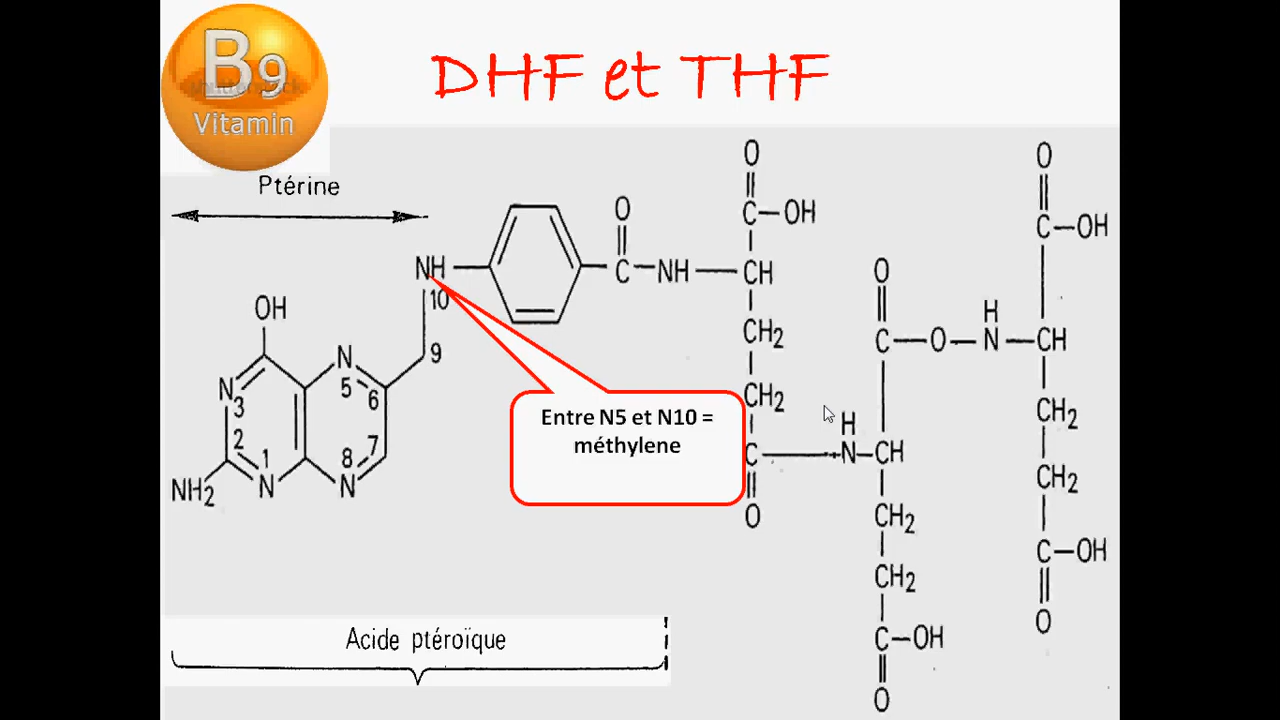 B9
Vitamin
DHF et THF
Ptérine
O
C—OH
O
C—OH
O
NH
C—NH
CH
O
10
OH
H
C—O—N—CH
N
5
9
CH2
N
3
6
CH2
CH2
Entre N5 et N10 =
méthylene
H
2
1
8
7
C
N—CH
CH2
NH2
N
N
O
CH2
C—OH
CH2
O
Acide ptéroïque
C—OH
O